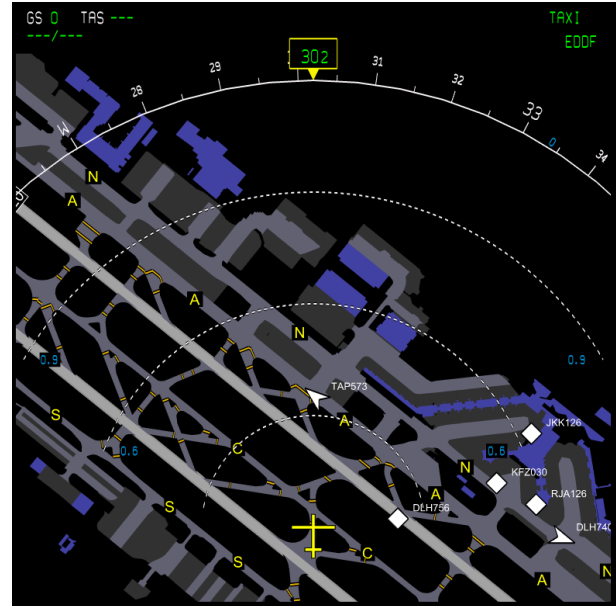 GS 0 TAS ---
TAXI
---/---
EDDF
302
29
31
28
32
33
W
34
0
N
A
A
N
0.9
0.9
TAP573
S
A
C
JKK126
0.6
0.6
N
KFZ030
A
RJA126
S
DLH756
DLH740
C
S
A
N